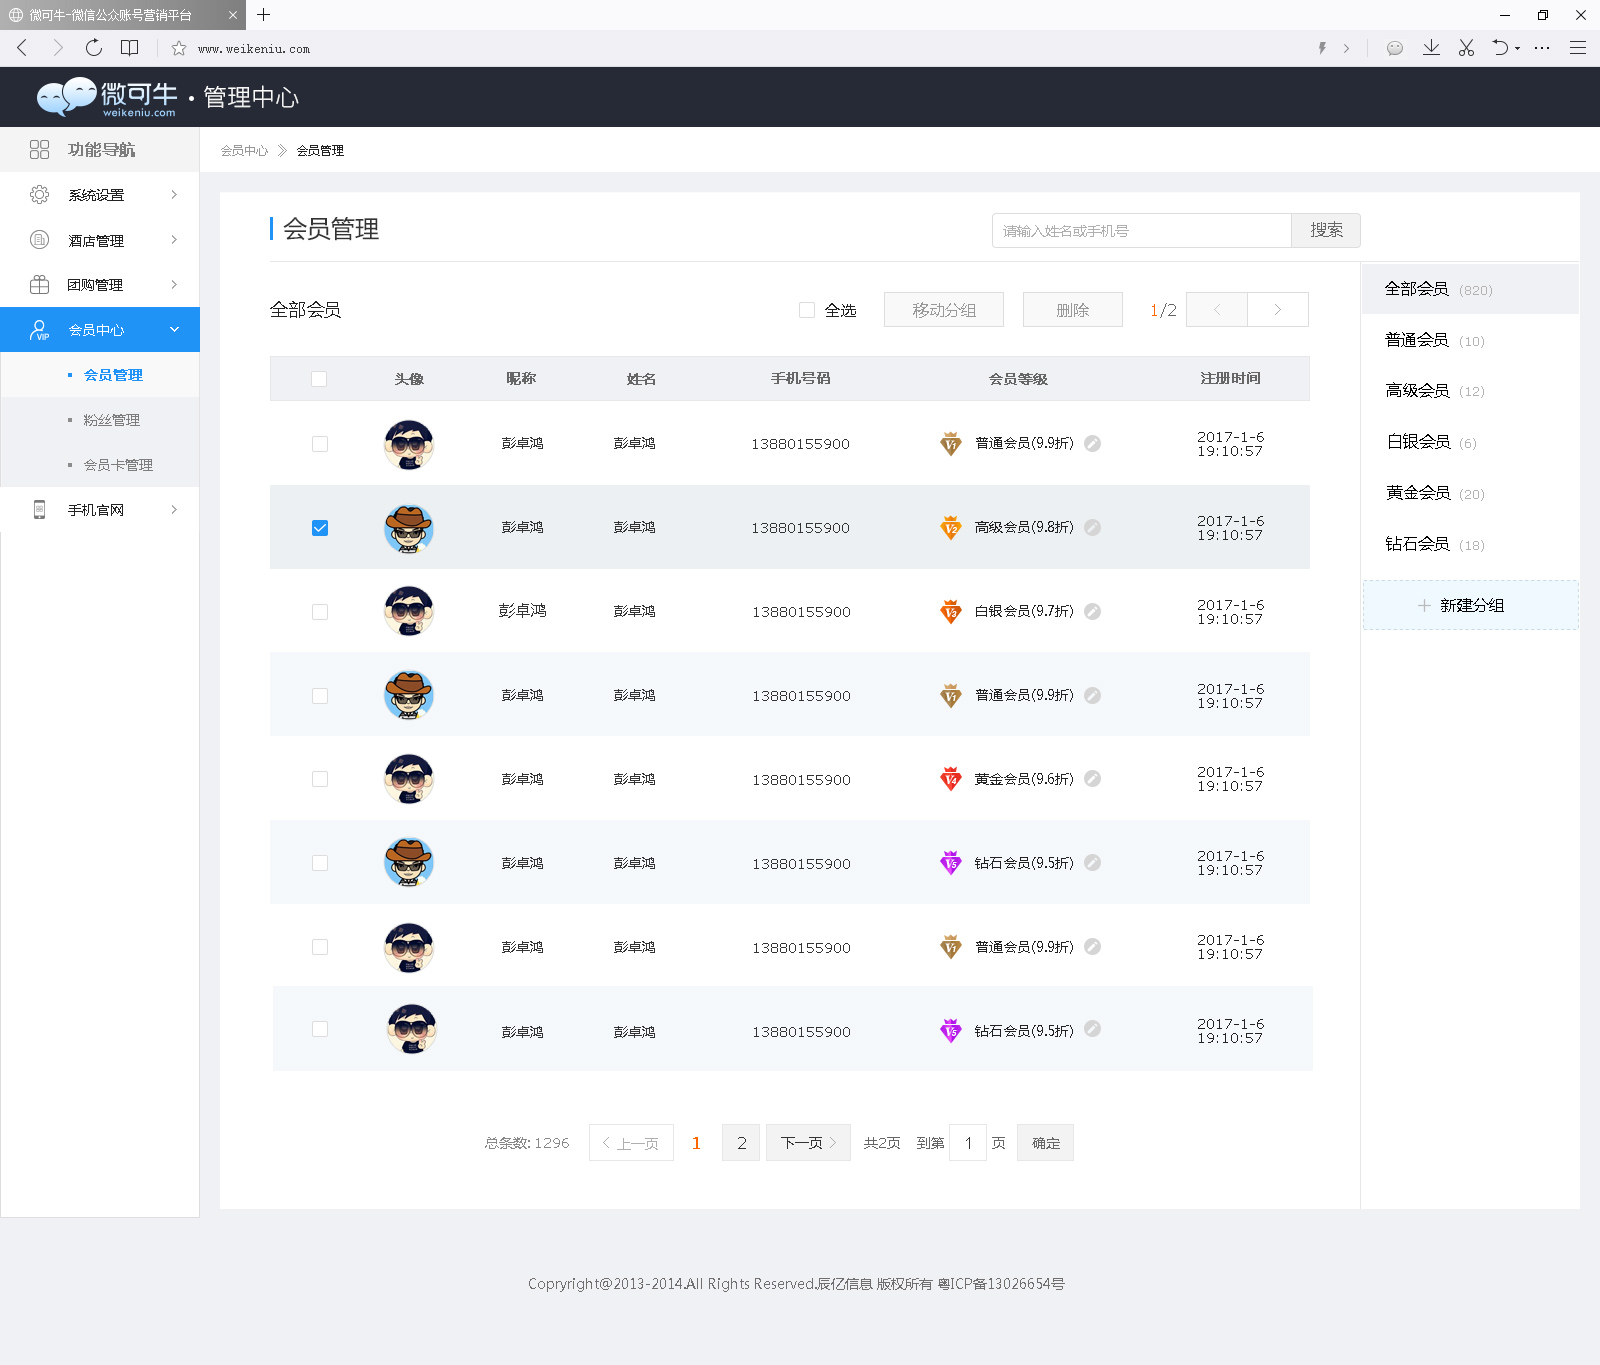 微可牛-微信公众账号营销平台
www.weikeniu.com
微可牛 weikeniu.com · 管理中心
功能导航
系统设置
酒店管理
团购管理
VIP 会员中心
会员管理
粉丝管理
会员卡管理
手机官网
会员中心 会员管理
会员管理
请输入姓名或手机号 搜索
全部会员 全选 移动分组 删除 1/2
头像 昵称 姓名 手机号码 会员等级 注册时间
彭卓鸿 彭卓鸿 13880155900 V1 普通会员(9.9折) 2017-1-6 19:10:57
彭卓鸿 彭卓鸿 13880155900 V2 高级会员(9.8折) 2017-1-6 19:10:57
彭卓鸿 彭卓鸿 13880155900 V3 白银会员(9.7折) 2017-1-6 19:10:57
彭卓鸿 彭卓鸿 13880155900 V1 普通会员(9.9折) 2017-1-6 19:10:57
彭卓鸿 彭卓鸿 13880155900 V4 黄金会员(9.6折) 2017-1-6 19:10:57
彭卓鸿 彭卓鸿 13880155900 V5 钻石会员(9.5折) 2017-1-6 19:10:57
彭卓鸿 彭卓鸿 13880155900 V1 普通会员(9.9折) 2017-1-6 19:10:57
彭卓鸿 彭卓鸿 13880155900 V5 钻石会员(9.5折) 2017-1-6 19:10:57
总条数: 1296 上一页 1 2 下一页 共2页 到第 1 页 确定
全部会员 (820)
普通会员 (10)
高级会员 (12)
白银会员 (6)
黄金会员 (20)
钻石会员 (18)
新建分组
Copryright@2013-2014.All Rights Reserved.辰亿信息 版权所有 粤ICP备13026654号